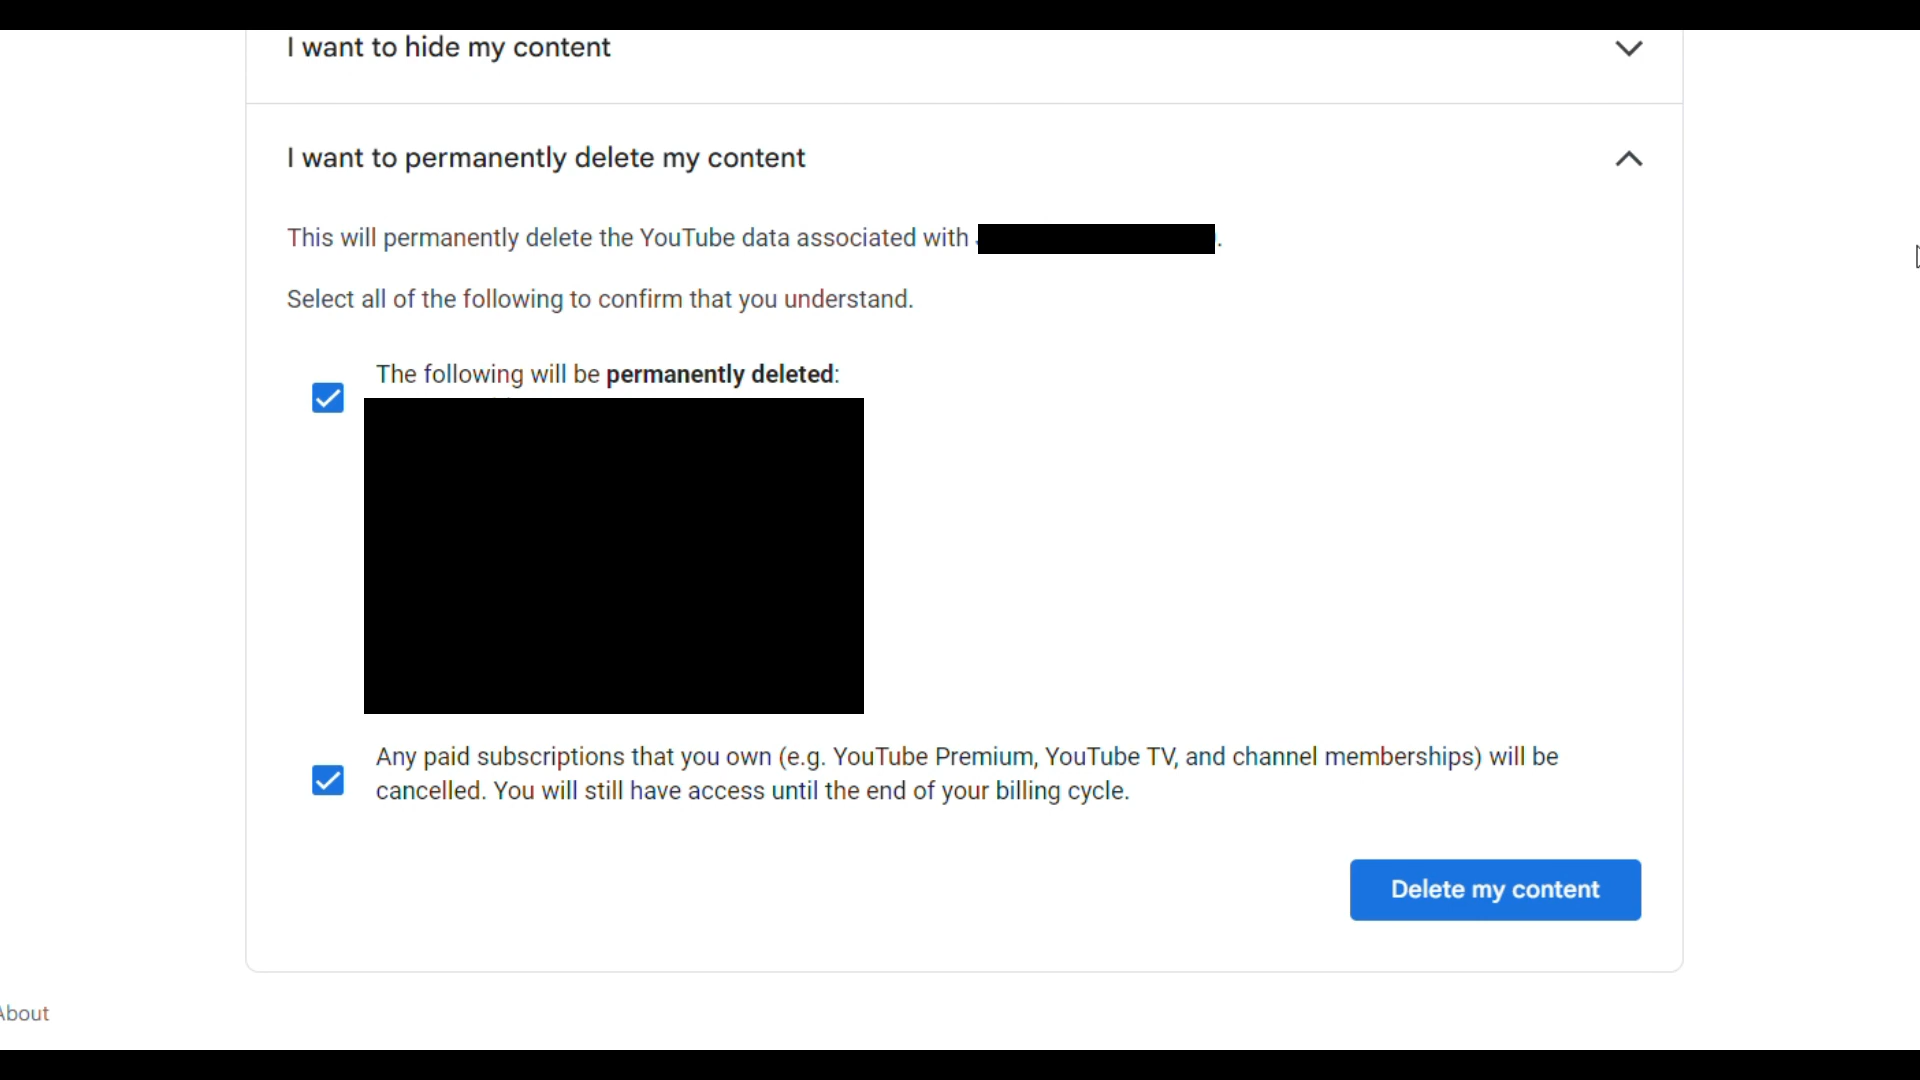 I want to hide my content
I want to permanently delete my content
This will permanently delete the YouTube data associated with .
Select all of the following to confirm that you understand.
The following will be permanently deleted:
Any paid subscriptions that you own (e.g. YouTube Premium, YouTube TV, and channel memberships) will be
cancelled. You will still have access until the end of your billing cycle.
Delete my content
About